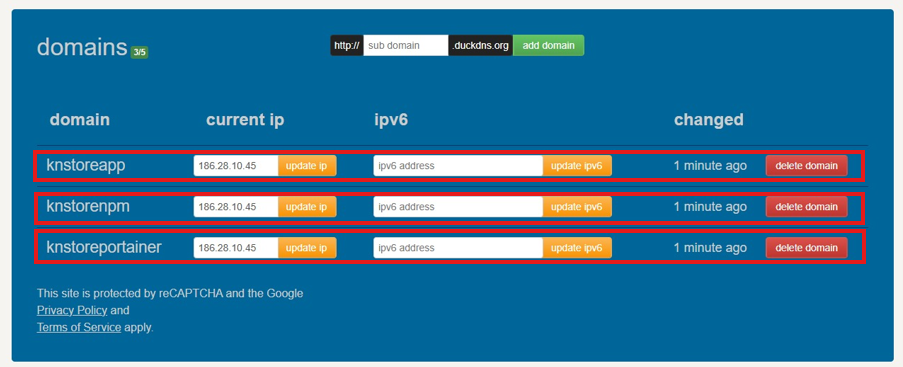 domains 3/5
http:// sub domain .duckdns.org add domain
domain current ip ipv6 changed
knstoreapp 186.28.10.45 update ip ipv6 address update ipv6 1 minute ago delete domain
knstorenpm 186.28.10.45 update ip ipv6 address update ipv6 1 minute ago delete domain
knstoreportainer 186.28.10.45 update ip ipv6 address update ipv6 1 minute ago delete domain
This site is protected by reCAPTCHA and the Google
Privacy Policy and
Terms of Service apply.